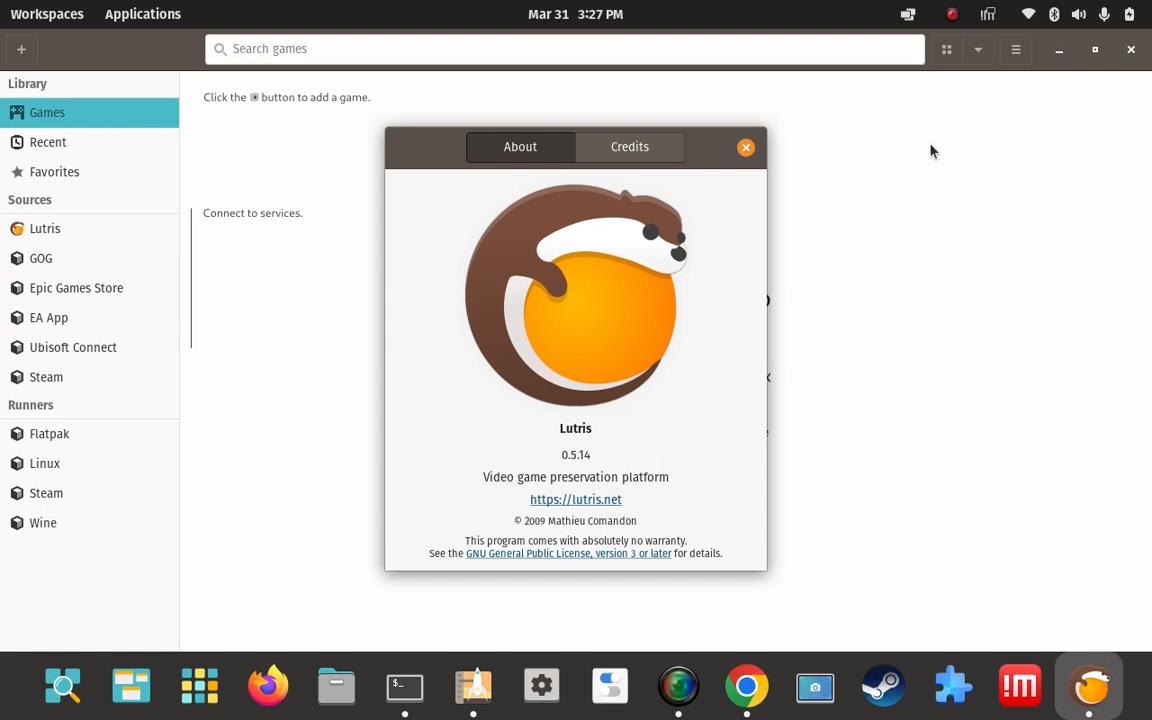 Workspaces Applications Mar 31 3:27 PM
Search games
Library
Games
Recent
Favorites
Sources
Lutris
GOG
Epic Games Store
EA App
Ubisoft Connect
Steam
Runners
Flatpak
Linux
Steam
Wine
Click the button to add a game.
Connect to services.
About Credits
Lutris
0.5.14
Video game preservation platform
https://lutris.net
© 2009 Mathieu Comandon
This program comes with absolutely no warranty.
See the GNU General Public License, version 3 or later for details.
$_
!M